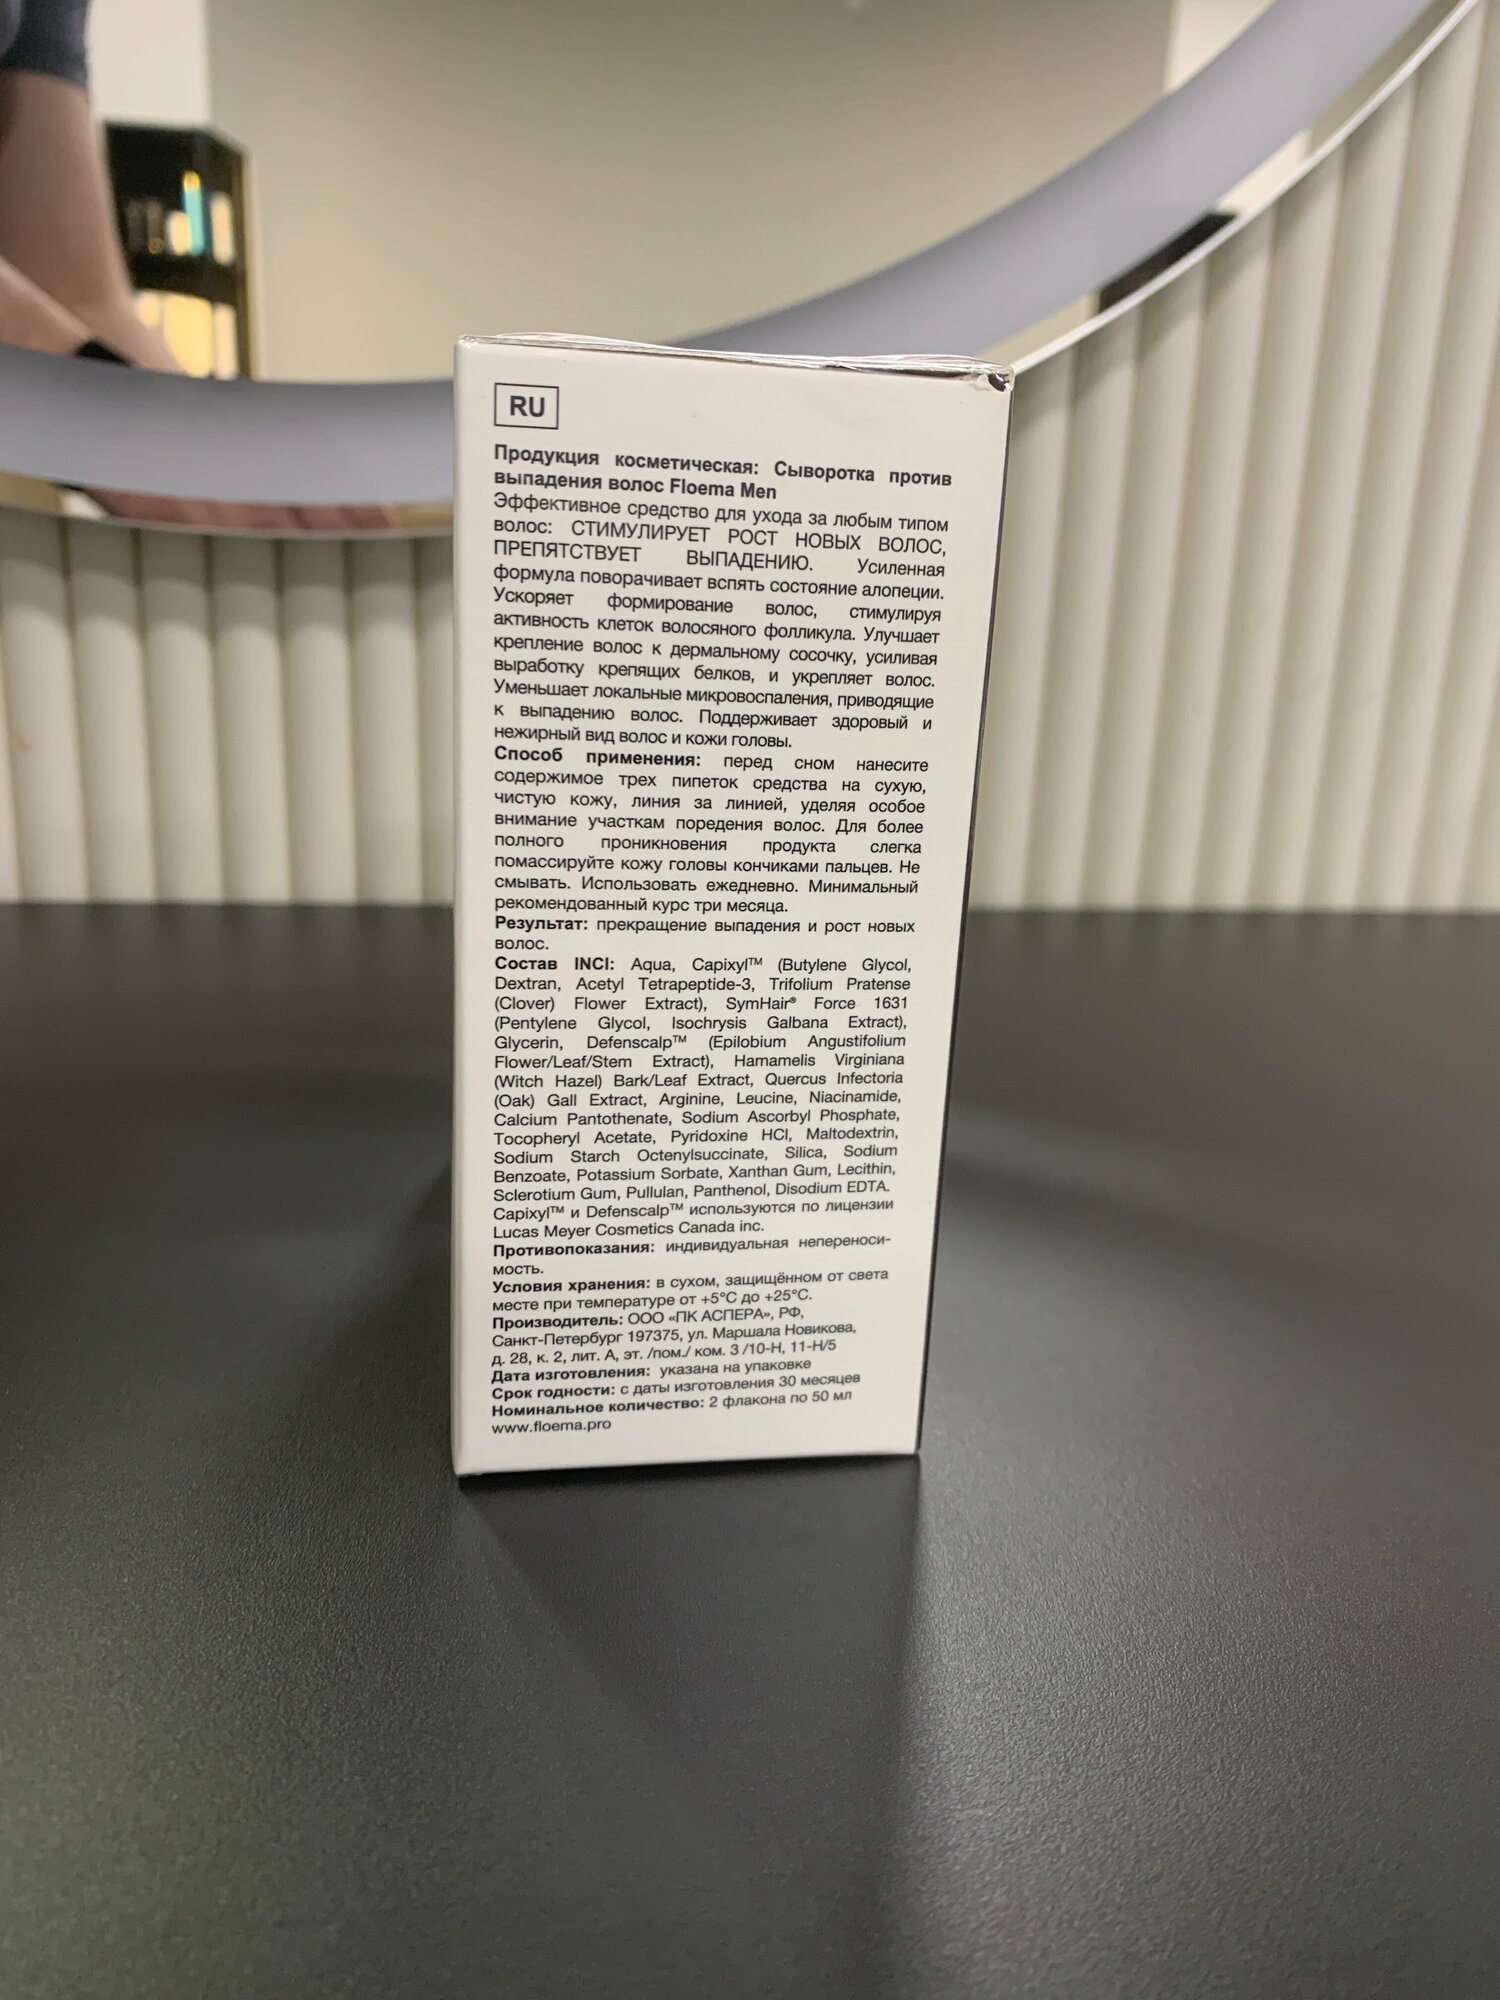 RU
Продукция косметическая: Сыворотка против
выпадения волос Floema Men
Эффективное средство для ухода за любым типом
волос: СТИМУЛИРУЕТ РОСТ НОВЫХ ВОЛОС,
ПРЕПЯТСТВУЕТ ВЫПАДЕНИЮ. Усиленная
формула поворачивает вспять состояние алопеции.
Ускоряет формирование волос, стимулируя
активность клеток волосяного фолликула. Улучшает
крепление волос к дермальному сосочку, усиливая
выработку крепящих белков, и укрепляет волос.
Уменьшает локальные микровоспаления, приводящие
к выпадению волос. Поддерживает здоровый и
нежирный вид волос и кожи головы.
Способ применения: перед сном нанесите
содержимое трех пипеток средства на сухую,
чистую кожу, линия за линией, уделяя особое
внимание участкам поредения волос. Для более
полного проникновения продукта слегка
помассируйте кожу головы кончиками пальцев. Не
смывать. Использовать ежедневно. Минимальный
рекомендованный курс три месяца.
Результат: прекращение выпадения и рост новых
волос.
Состав INCI: Aqua, Capixyl™ (Butylene Glycol,
Dextran, Acetyl Tetrapeptide-3, Trifolium Pratense
(Clover) Flower Extract), SymHair® Force 1631
(Pentylene Glycol, Isochrysis Galbana Extract),
Glycerin, Defenscalp™ (Epilobium Angustifolium
Flower/Leaf/Stem Extract), Hamamelis Virginiana
(Witch Hazel) Bark/Leaf Extract, Quercus Infectoria
(Oak) Gall Extract, Arginine, Leucine, Niacinamide,
Calcium Pantothenate, Sodium Ascorbyl Phosphate,
Tocopheryl Acetate, Pyridoxine HCl, Maltodextrin,
Sodium Starch Octenylsuccinate, Silica, Sodium
Benzoate, Potassium Sorbate, Xanthan Gum, Lecithin,
Sclerotium Gum, Pullulan, Panthenol, Disodium EDTA.
Capixyl™ и Defenscalp™ используются по лицензии
Lucas Meyer Cosmetics Canada inc.
Противопоказания: индивидуальная непереноси-
мость.
Условия хранения: в сухом, защищённом от света
месте при температуре от +5°C до +25°C.
Производитель: ООО «ПК АСПЕРА», РФ,
Санкт-Петербург 197375, ул. Маршала Новикова,
д. 28, к. 2, лит. А, эт. /пом./ ком. 3 /10-Н, 11-Н/5
Дата изготовления: указана на упаковке
Срок годности: с даты изготовления 30 месяцев
Номинальное количество: 2 флакона по 50 мл
www.floema.pro